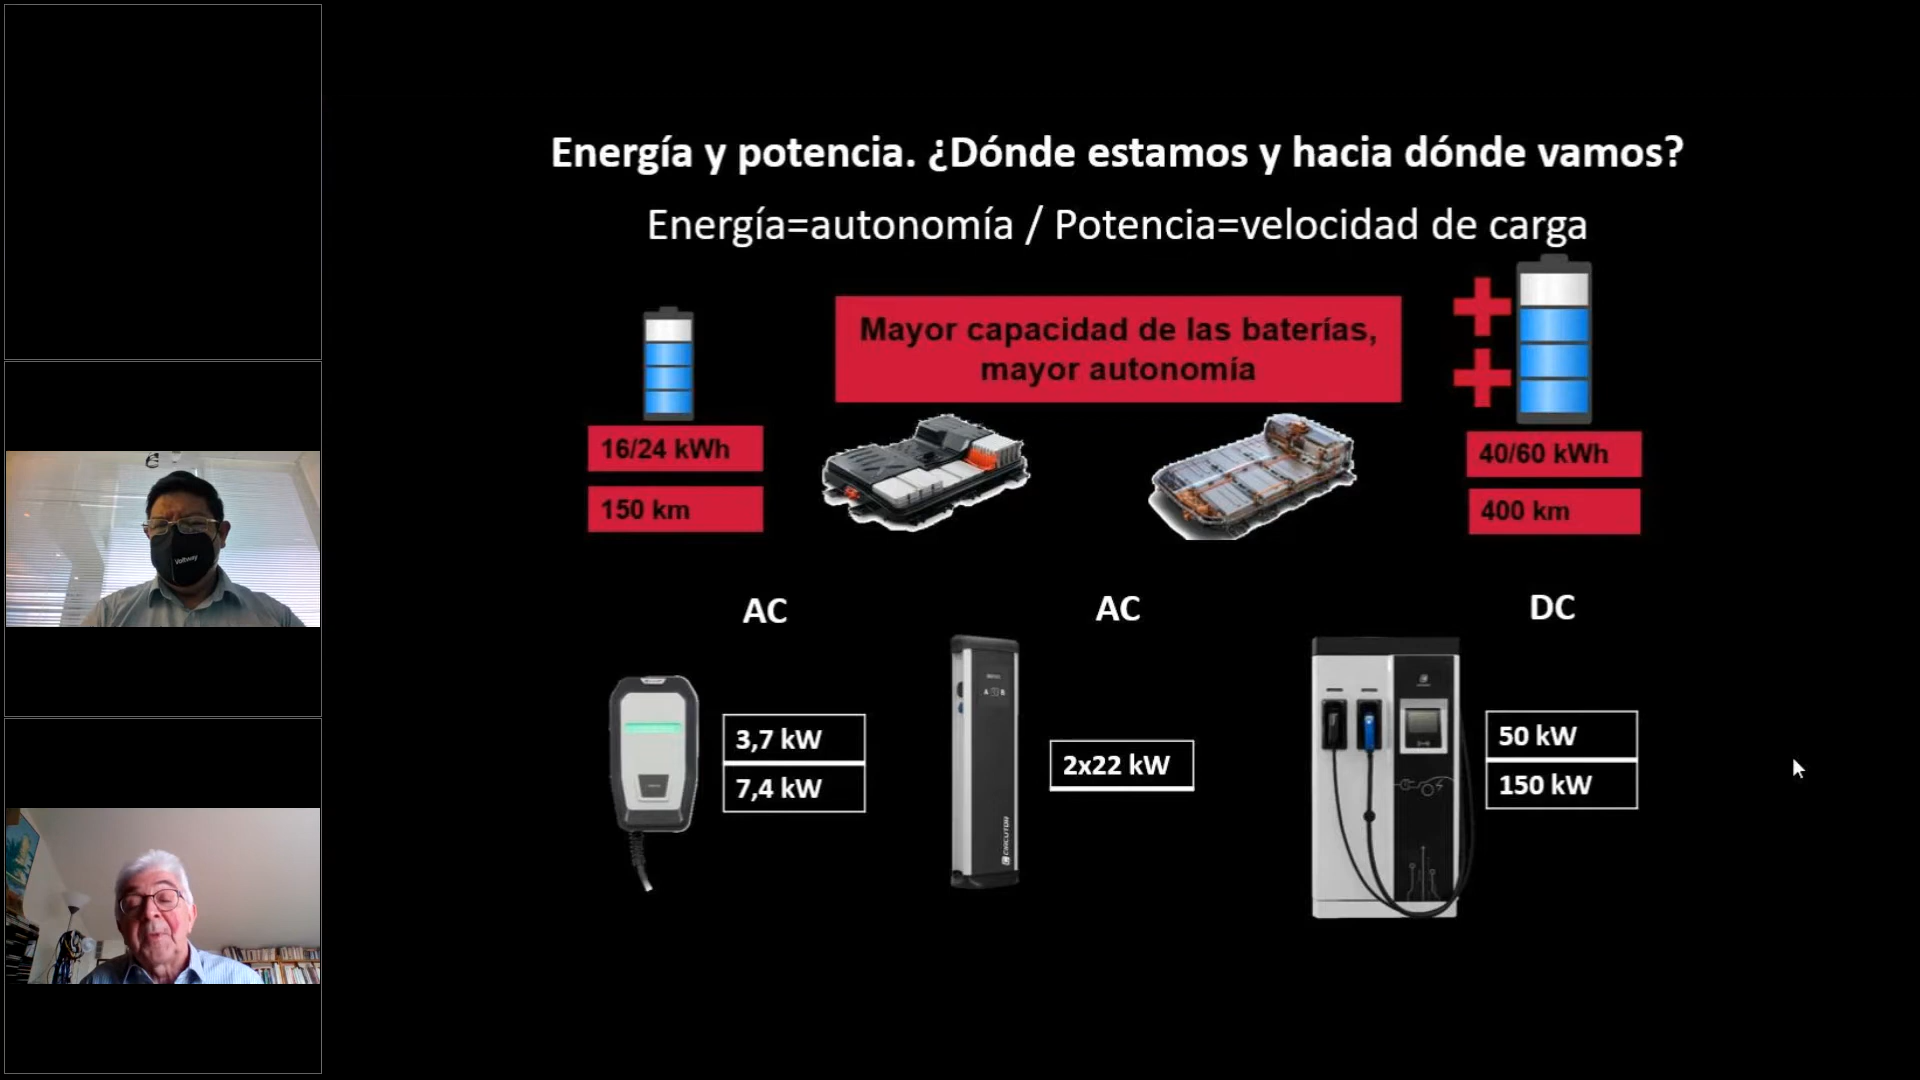 Energía y potencia. ¿Dónde estamos y hacia dónde vamos?
Energía=autonomía / Potencia=velocidad de carga
Mayor capacidad de las baterías,
mayor autonomía
16/24 kWh
150 km
40/60 kWh
400 km
AC
AC
DC
3,7 kW
7,4 kW
2x22 kW
50 kW
150 kW
A B
CIRCUTOR
Voltway